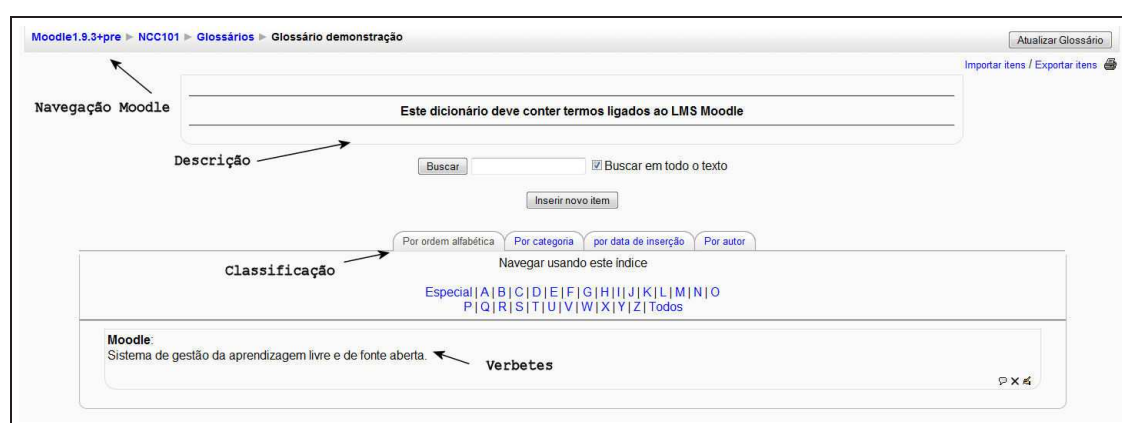 Moodle1.9.3+pre ► NCC101 ► Glossários ► Glossário demonstração
Atualizar Glossário
Importar itens / Exportar itens
Navegação Moodle
Este dicionário deve conter termos ligados ao LMS Moodle
Descrição
Buscar
Buscar em todo o texto
Inserir novo item
Por ordem alfabética Por categoria por data de inserção Por autor
Classificação
Navegar usando este índice
Especial | A | B | C | D | E | F | G | H | I | J | K | L | M | N | O
P | Q | R | S | T | U | V | W | X | Y | Z | Todos
Moodle:
Sistema de gestão da aprendizagem livre e de fonte aberta.
Verbetes